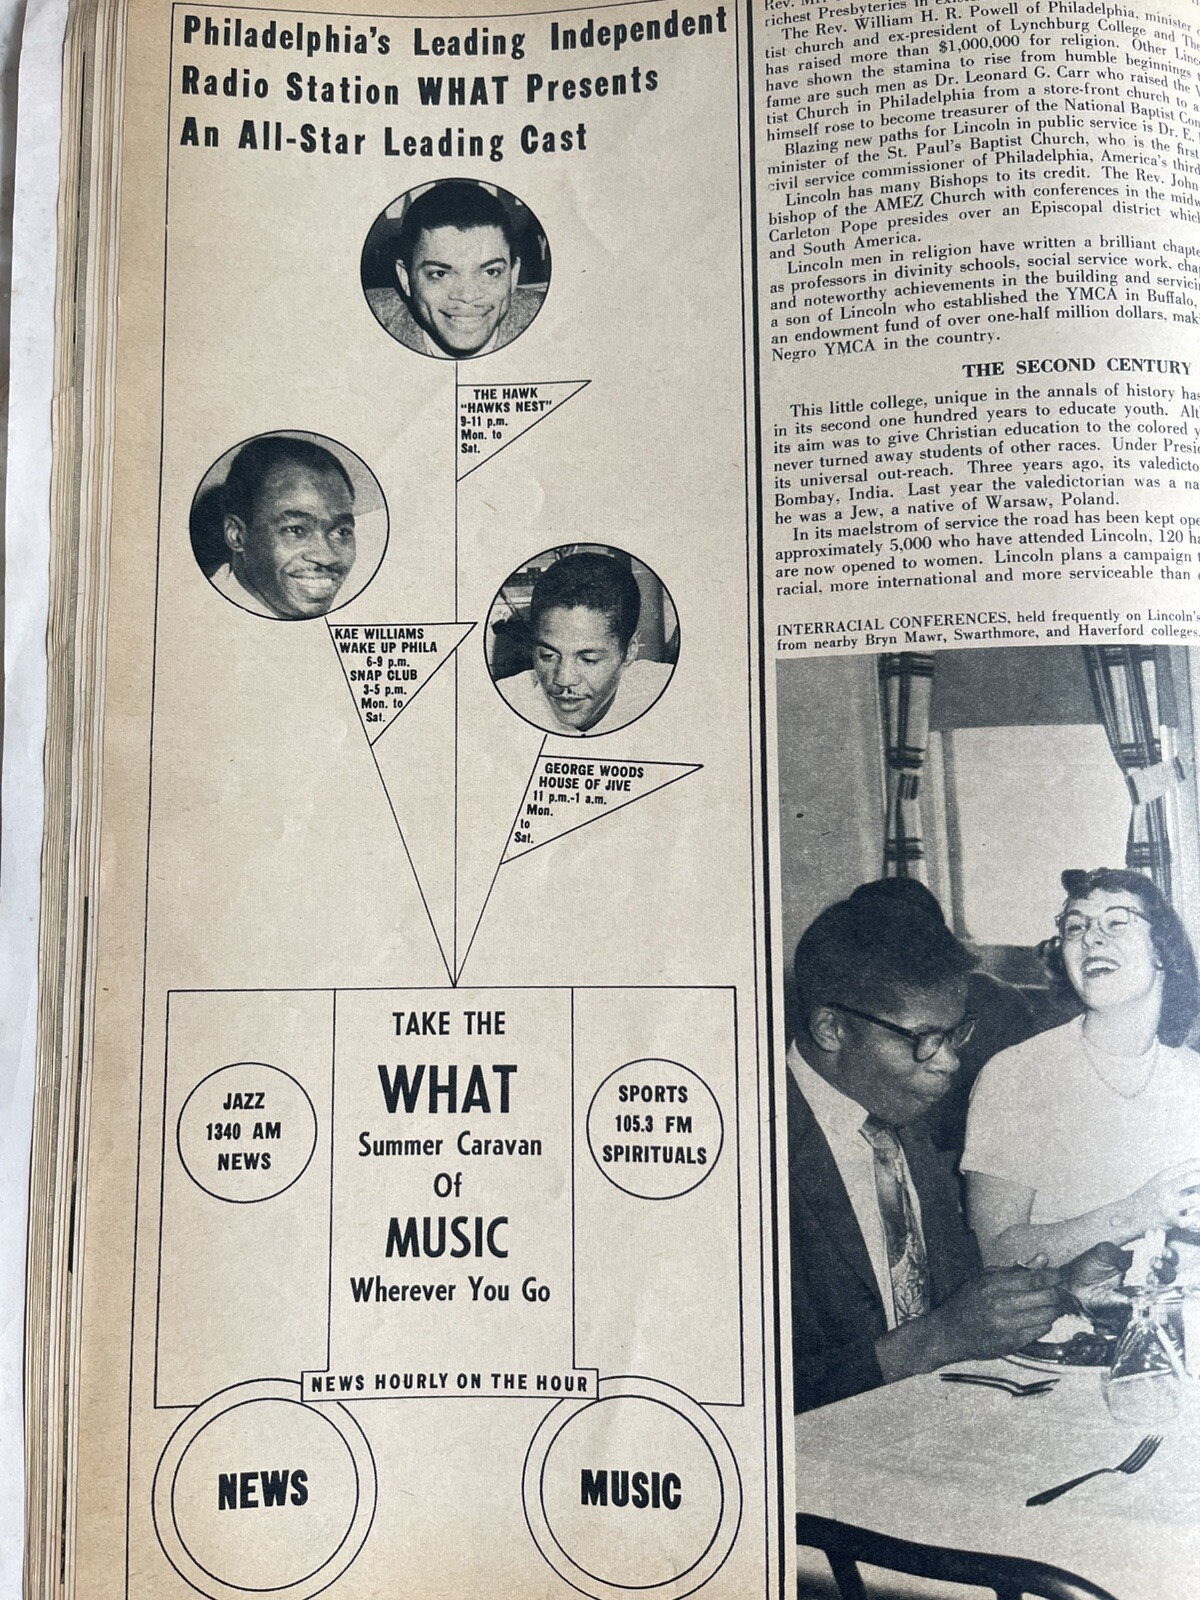 Philadelphia's Leading Independent
Radio Station WHAT Presents
An All-Star Leading Cast
THE HAWK
"HAWKS NEST"
9-11 p.m.
Mon. to
Sat.
KAE WILLIAMS
WAKE UP PHILA
6-9 p.m.
SNAP CLUB
3-5 p.m.
Mon. to
Sat.
GEORGE WOODS
HOUSE OF JIVE
11 p.m.-1 a.m.
Mon.
to
Sat.
TAKE THE
WHAT
Summer Caravan
Of
MUSIC
Wherever You Go
JAZZ
1340 AM
NEWS
SPORTS
105.3 FM
SPIRITUALS
NEWS HOURLY ON THE HOUR
NEWS
MUSIC
richest Presbyteries in
The Rev. William H. R. Powell of Philadelphia, minister
tist church and ex-president of Lynchburg College and
has raised more than $1,000,000 for religion. Other
have shown the stamina to rise from humble beginnings
fame are such men as Dr. Leonard G. Carr who raised the
tist Church in Philadelphia from a store-front church to a
himself rose to become treasurer of the National Baptist
Blazing new paths for Lincoln in public service is Dr. E.
minister of the St. Paul's Baptist Church, who is the first
civil service commissioner of Philadelphia, America's third
Lincoln has many Bishops to its credit. The Rev. John
bishop of the AMEZ Church with conferences in the
Carleton Pope presides over an Episcopal district
and South America.
Lincoln men in religion have written a brilliant
as professors in divinity schools, social service work,
and noteworthy achievements in the building and
a son of Lincoln who established the YMCA in Buffalo,
an endowment fund of over one-half million dollars,
Negro YMCA in the country.
THE SECOND CENTURY
This little college, unique in the annals of history has
in its second one hundred years to educate youth.
its aim was to give Christian education to the colored
never turned away students of other races. Under
its universal out-reach. Three years ago, its
Bombay, India. Last year the valedictorian was a
he was a Jew, a native of Warsaw, Poland.
In its maelstrom of service the road has been kept
approximately 5,000 who have attended Lincoln, 120
are now opened to women. Lincoln plans a campaign
racial, more international and more serviceable than
INTERRACIAL CONFERENCES, held frequently on Lincoln's
from nearby Bryn Mawr, Swarthmore, and Haverford colleges.